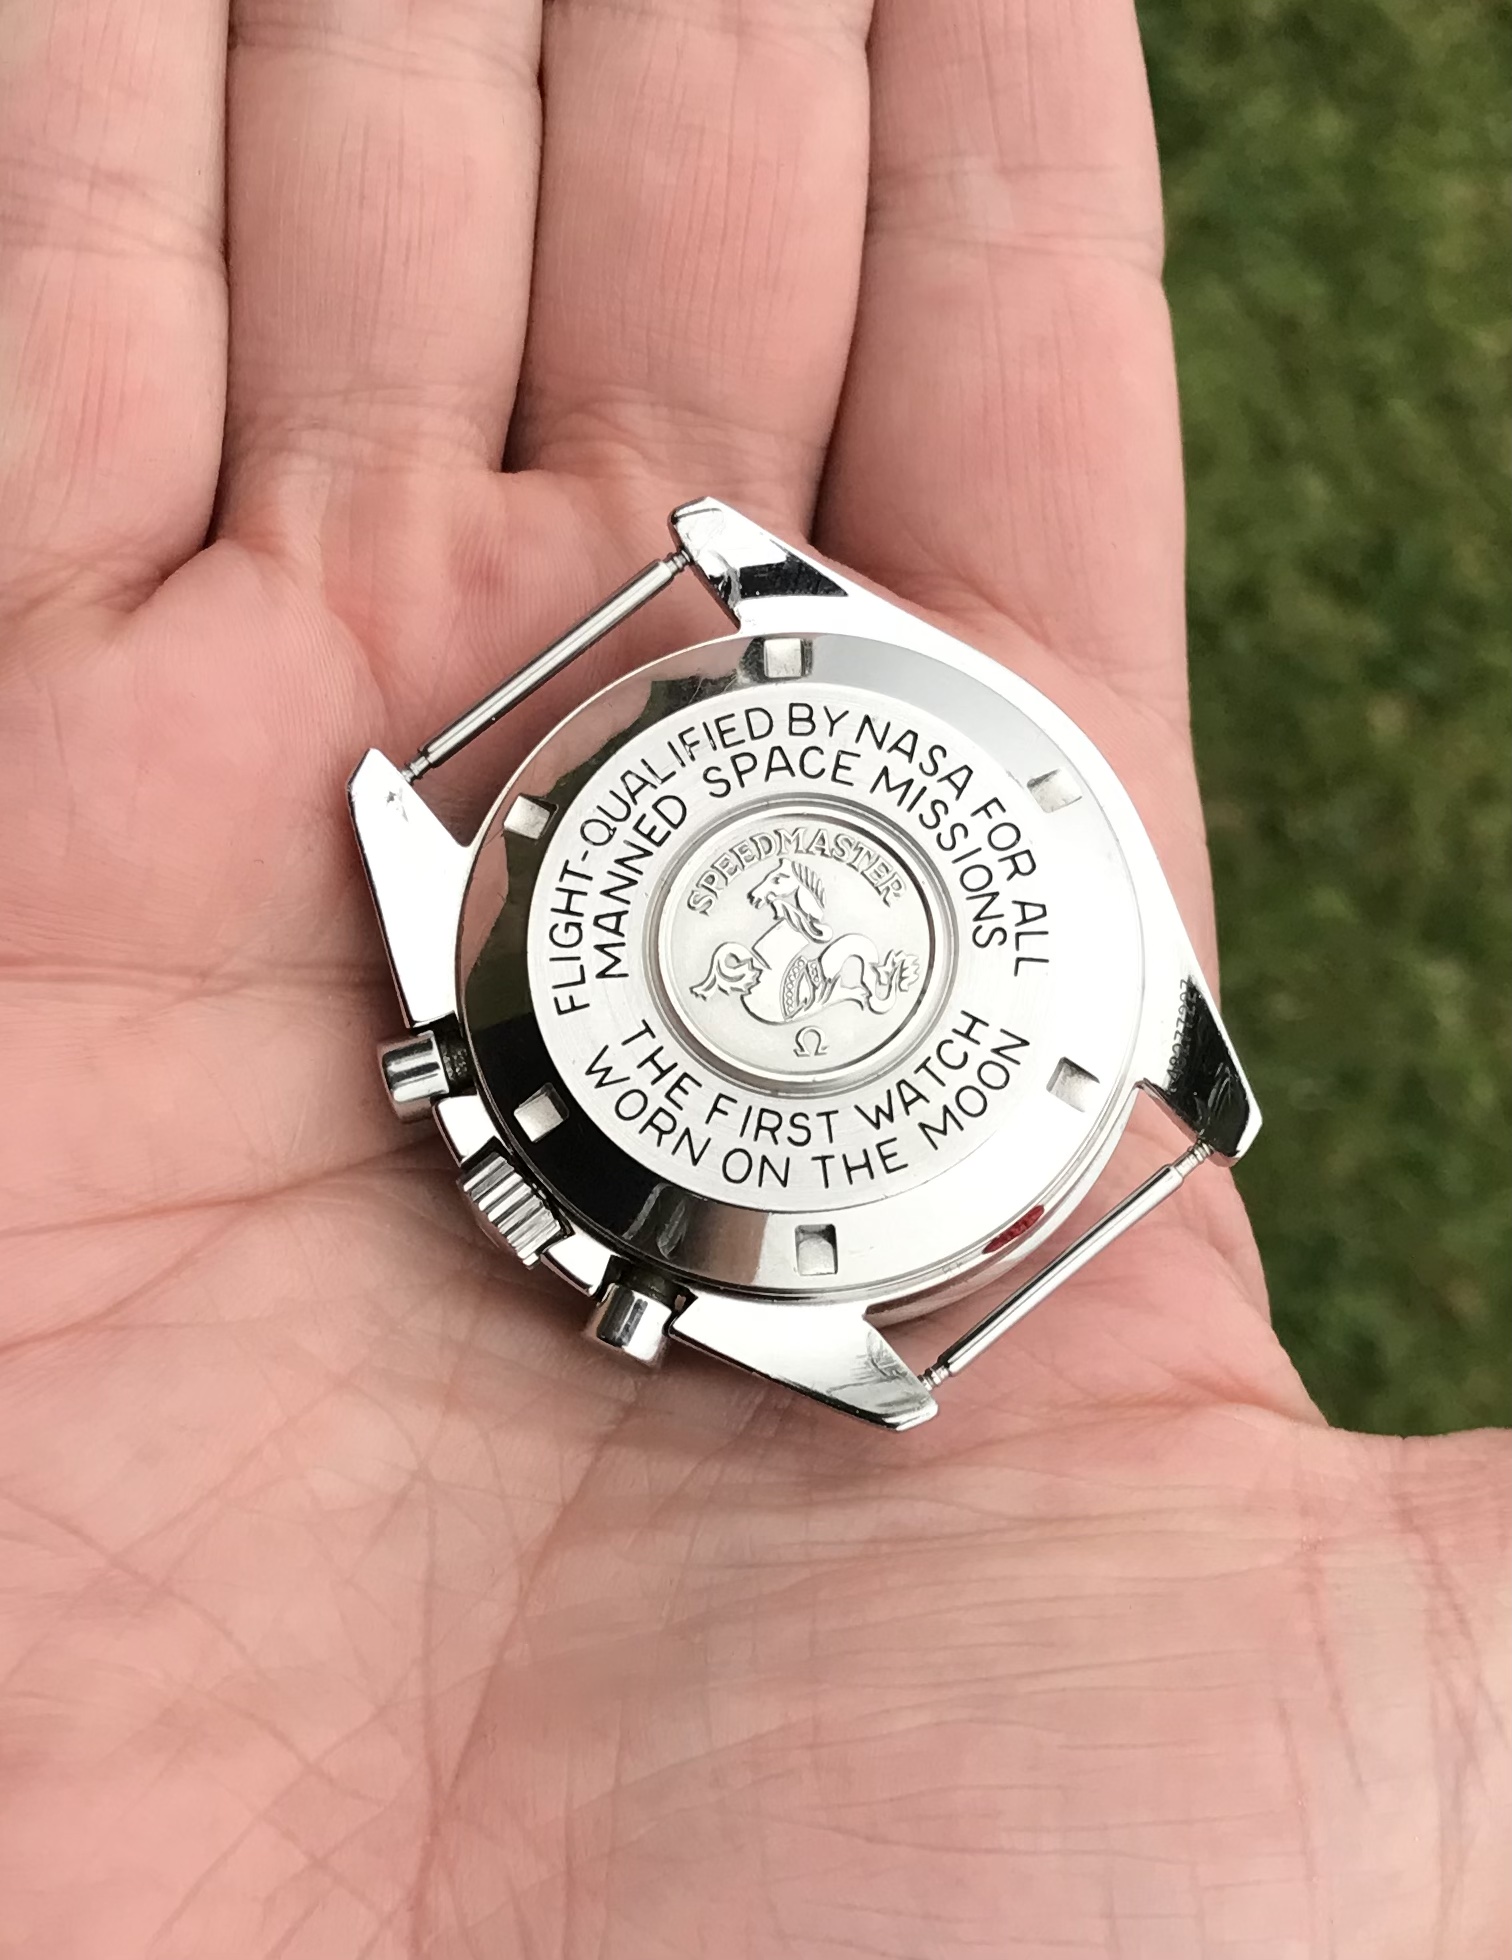 FLIGHT-QUALIFIED BY NASA FOR ALL
MANNED SPACE MISSIONS
SPEEDMASTER
Ω
THE FIRST WATCH
WORN ON THE MOON